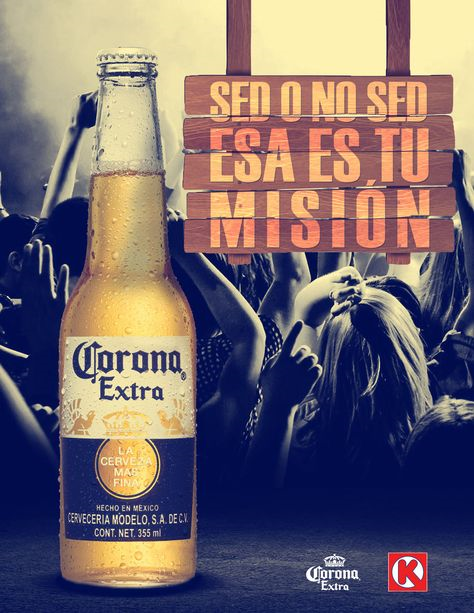 SED O NO SED
ESA ES TU
MISIÓN
Corona
Extra
LA
CERVEZA
MAS
FINA
HECHO EN MÉXICO
CERVECERIA MODELO, S.A. DE C.V.
CONT. NET. 355 ml
Corona
Extra
K